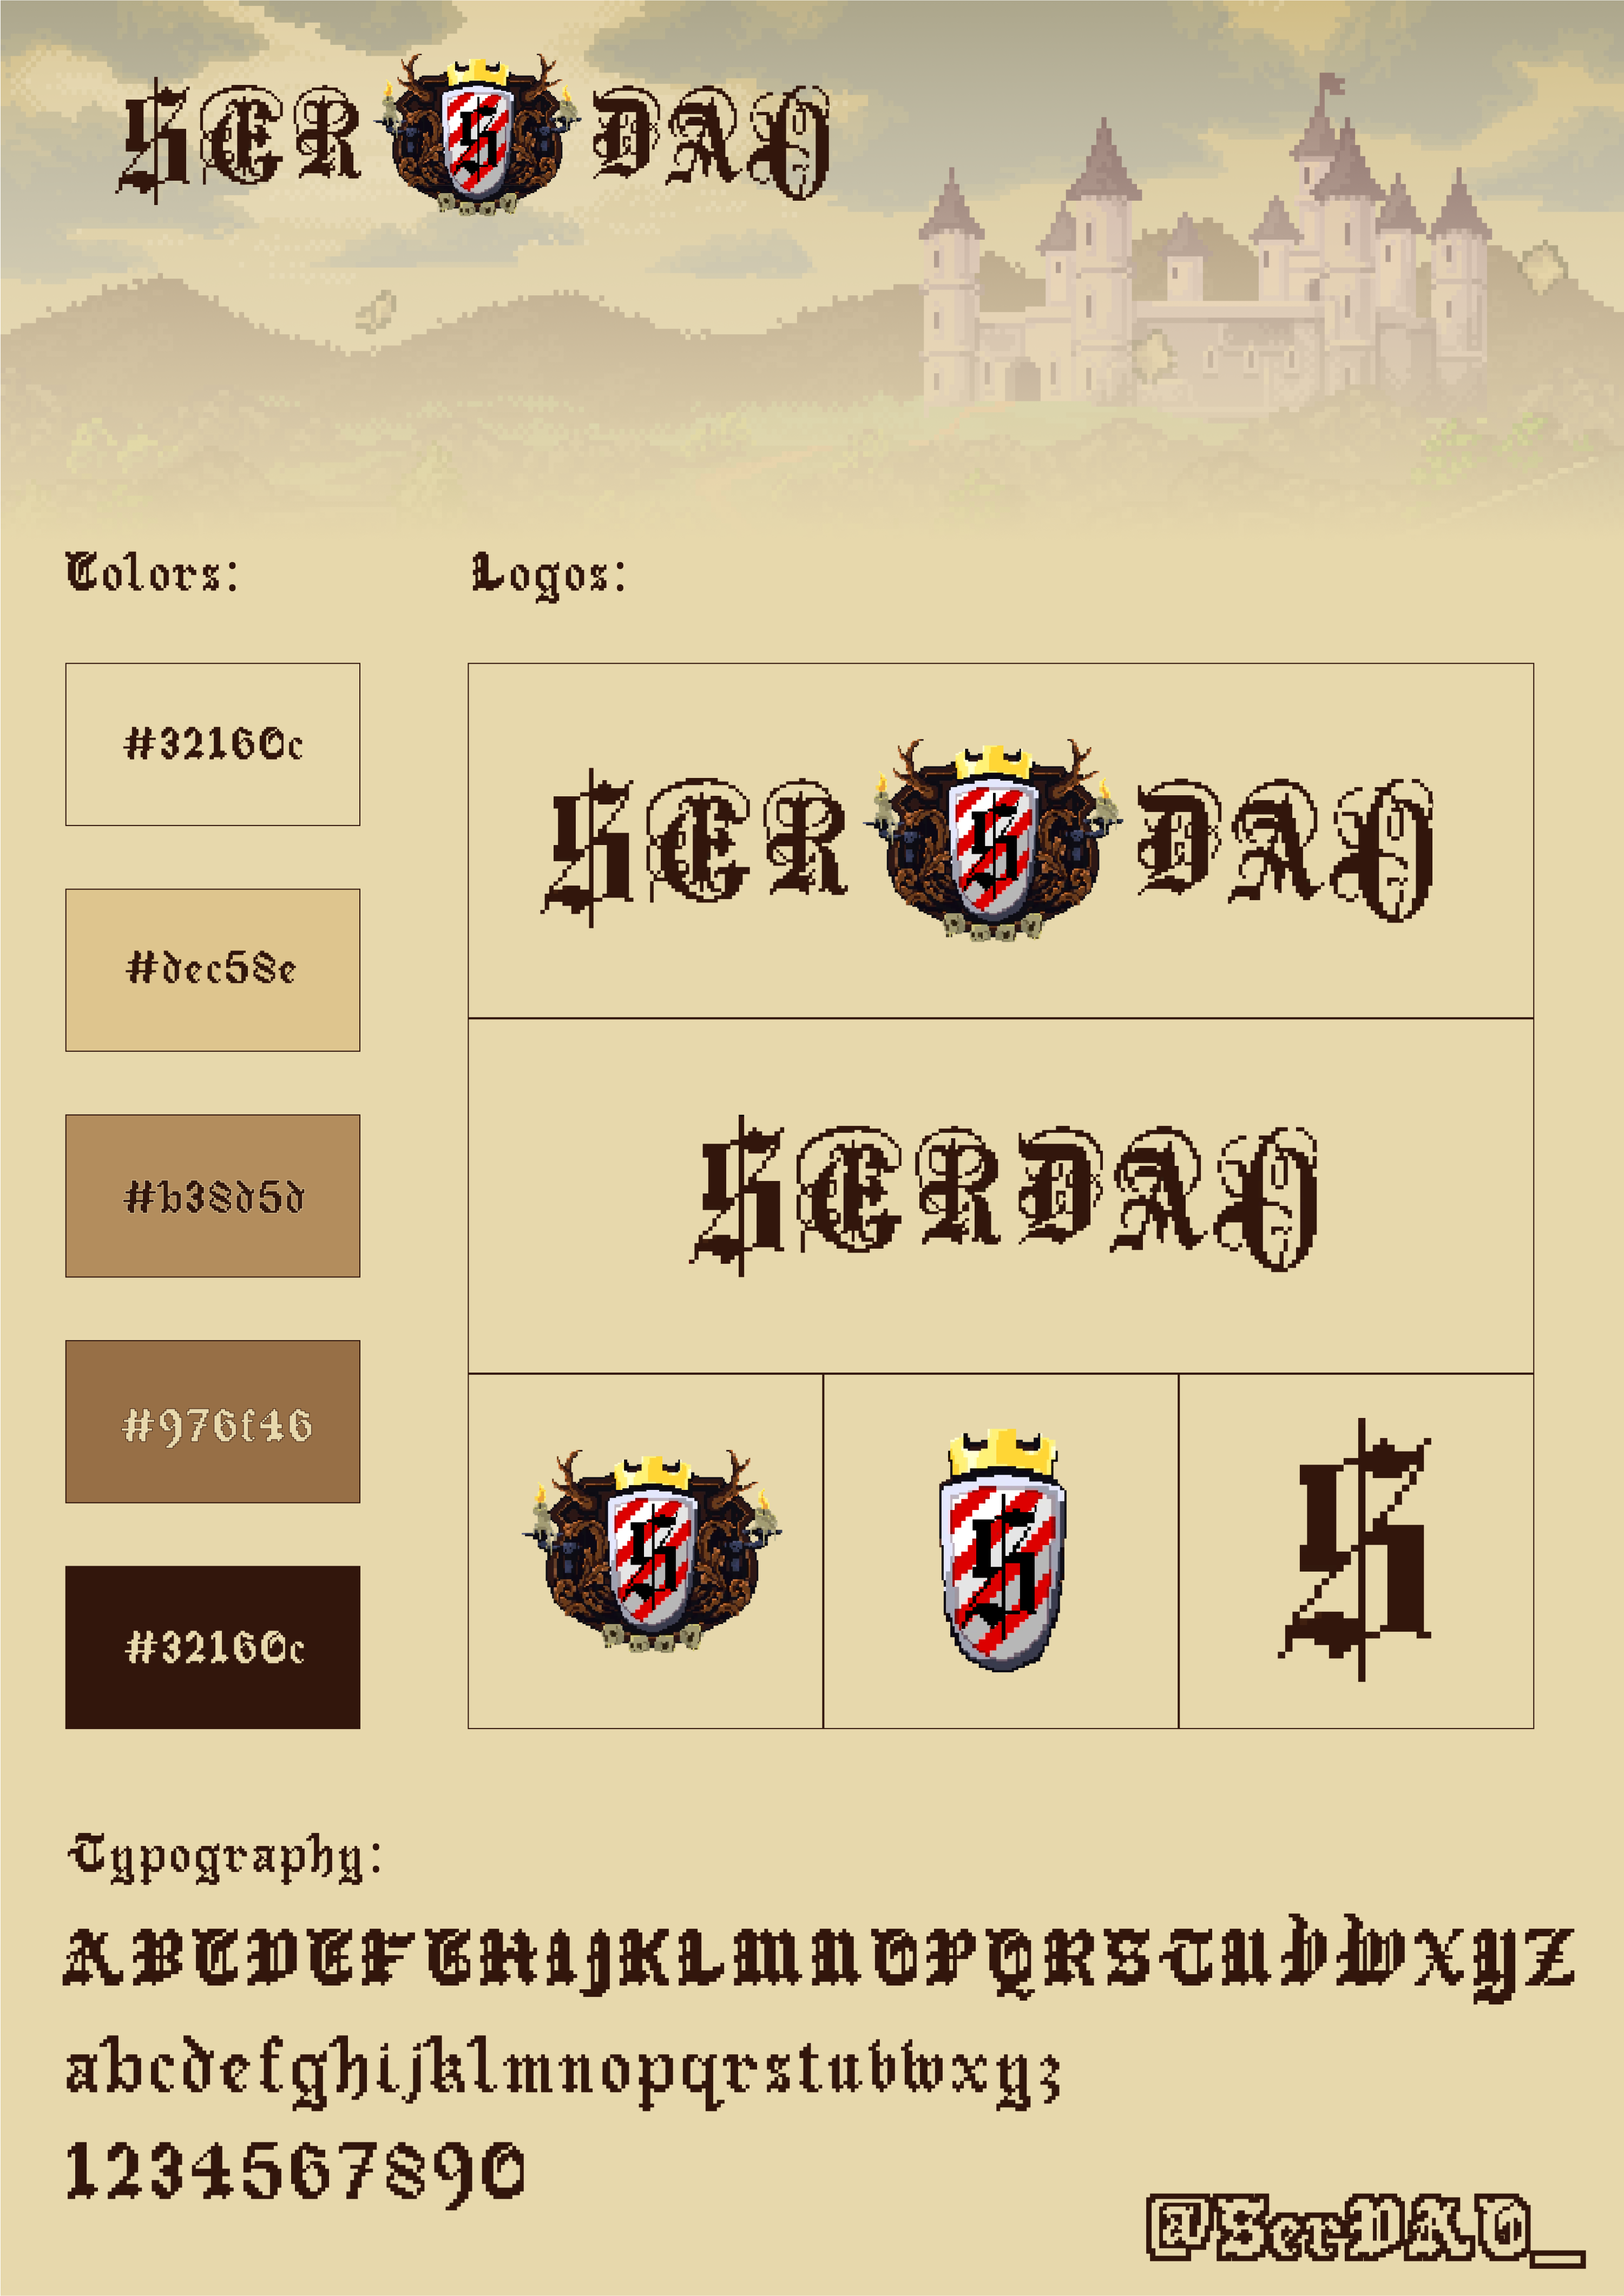 SER S DAO
Colors:
Logos:
#32160c
#dec58e
#b38d5d
#976f46
#32160c
SER S DAO
SERDAO
S
S
S
Typography:
ABCDEFGHIJKLMNOPQRSTUVWXYZ
abcdefghijklmnopqrstuvwxyz
1234567890
@SerDAO_